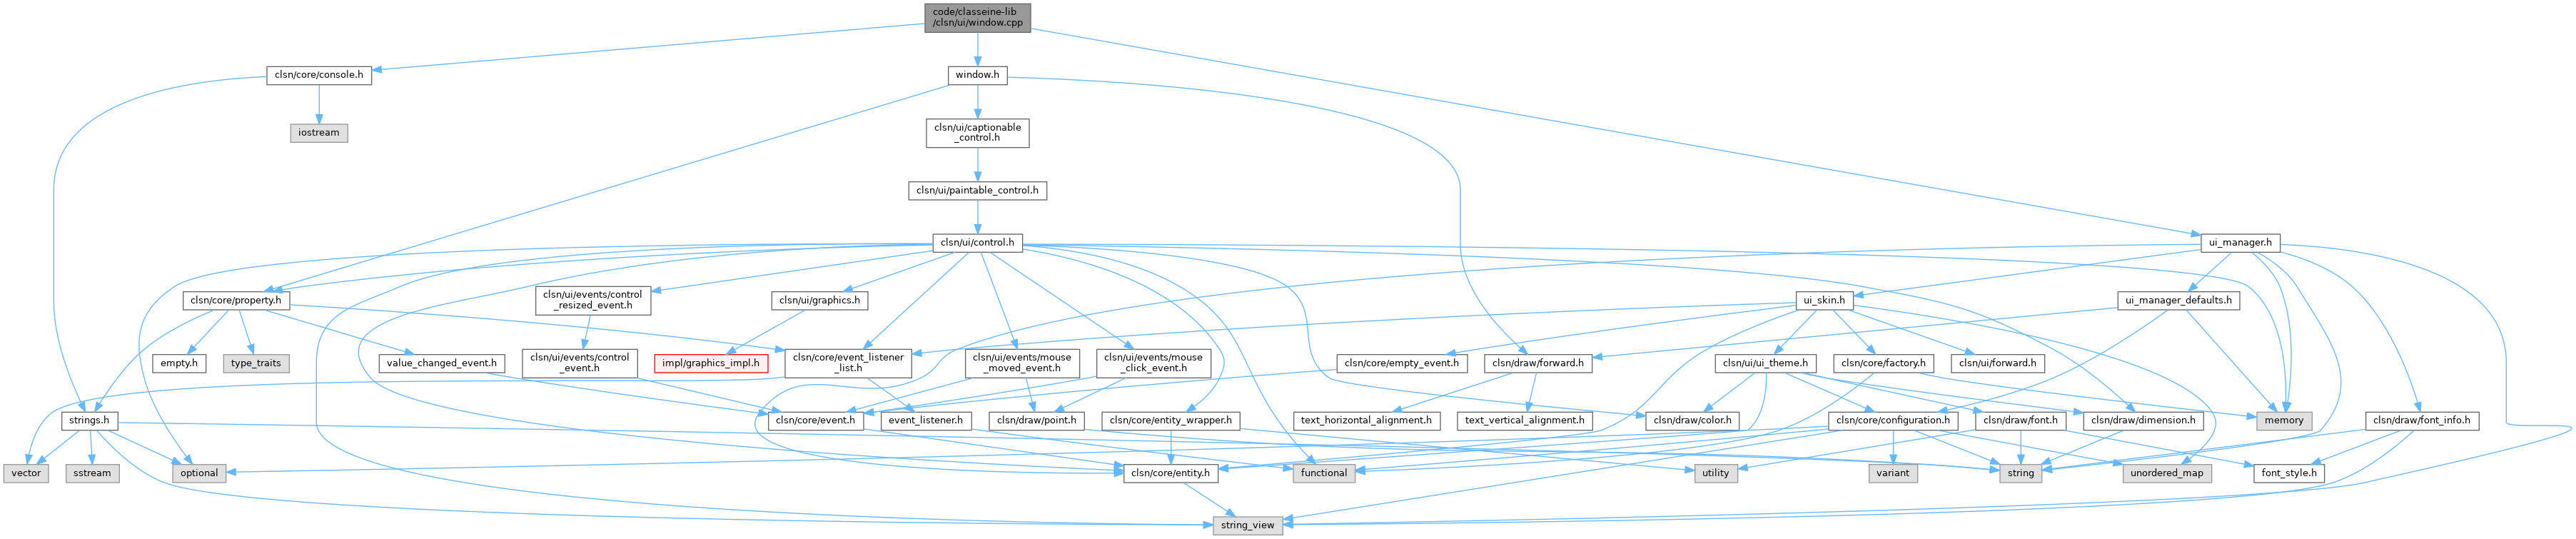 code/classeine-lib
/clsn/ui/window.cpp
clsn/core/console.h
window.h
iostream
clsn/ui/captionable
_control.h
clsn/ui/paintable_control.h
clsn/ui/control.h
ui_manager.h
clsn/core/property.h
clsn/ui/events/control
_resized_event.h
clsn/ui/graphics.h
ui_skin.h
ui_manager_defaults.h
empty.h
type_traits
value_changed_event.h
clsn/ui/events/control
_event.h
impl/graphics_impl.h
clsn/core/event_listener
_list.h
clsn/ui/events/mouse
_moved_event.h
clsn/ui/events/mouse
_click_event.h
clsn/core/empty_event.h
clsn/draw/forward.h
clsn/ui/ui_theme.h
clsn/core/factory.h
clsn/ui/forward.h
strings.h
clsn/core/event.h
event_listener.h
clsn/draw/point.h
clsn/core/entity_wrapper.h
text_horizontal_alignment.h
text_vertical_alignment.h
clsn/draw/color.h
clsn/core/configuration.h
clsn/draw/font.h
clsn/draw/dimension.h
memory
clsn/draw/font_info.h
vector
sstream
optional
clsn/core/entity.h
functional
utility
variant
string
unordered_map
font_style.h
string_view